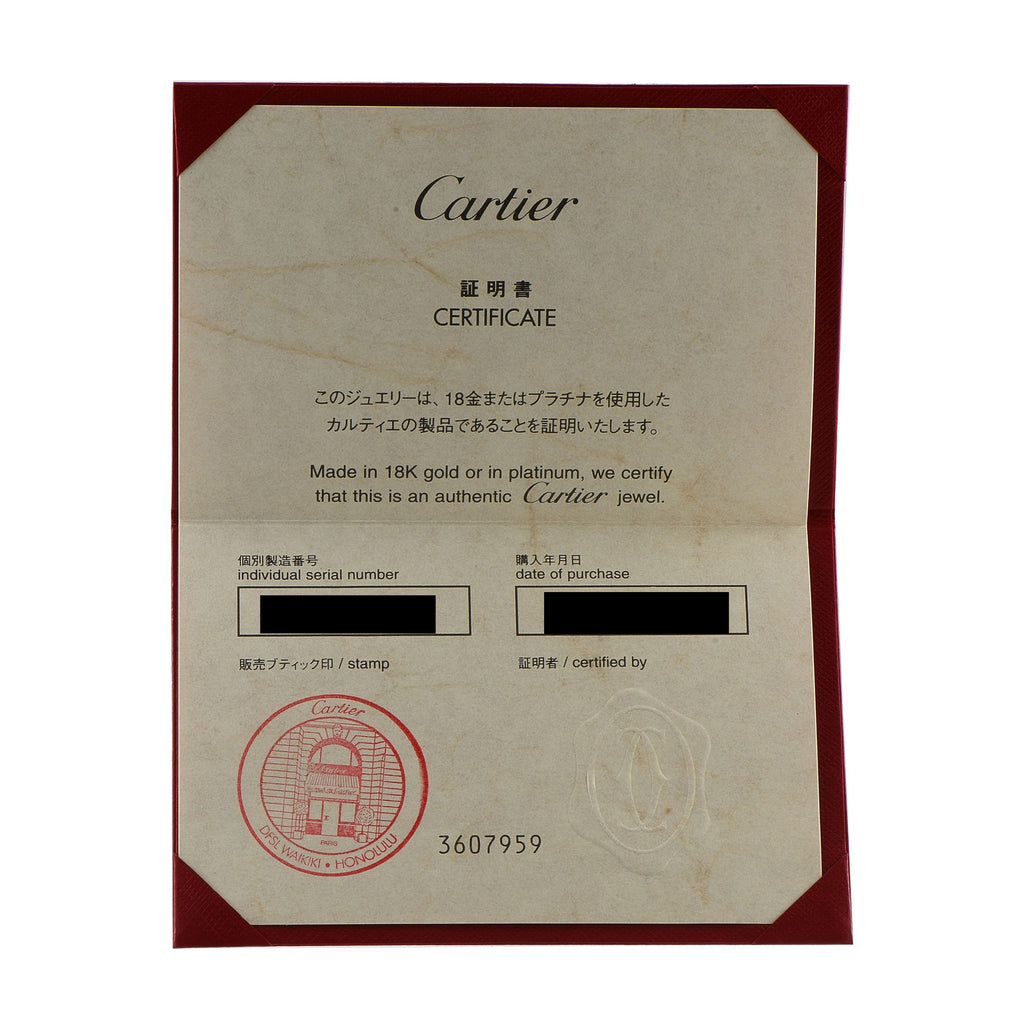 Cartier
証明書
CERTIFICATE
このジュエリーは、18金またはプラチナを使用した
カルティエの製品であることを証明いたします。
Made in 18K gold or in platinum, we certify
that this is an authentic Cartier jewel.
個別製造番号
individual serial number
購入年月日
date of purchase
販売ブティック印 / stamp
証明者 / certified by
Cartier
Cartier
PARIS
DFSL WAIKIKI • HONOLULU
3607959